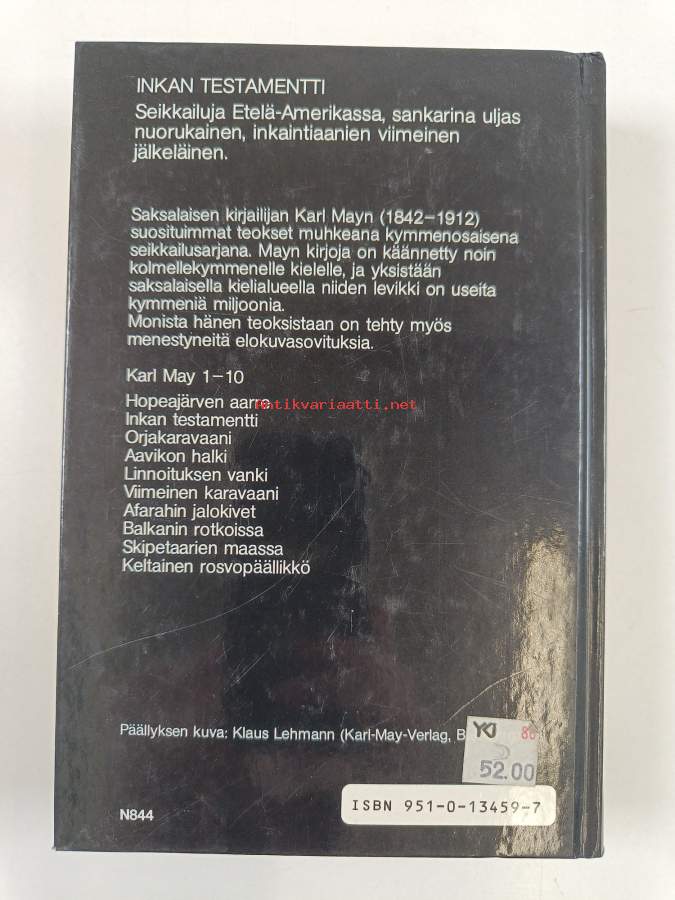 INKAN TESTAMENTTI
Seikkailuja Etelä-Amerikassa, sankarina uljas
nuorukainen, inkaintiaanien viimeinen
jälkeläinen.
Saksalaisen kirjailijan Karl Mayn (1842–1912)
suosituimmat teokset muhkeana kymmenosaisena
seikkailusarjana. Mayn kirjoja on käännetty noin
kolmellekymmenelle kielelle, ja yksistään
saksalaisella kielialueella niiden levikki on useita
kymmeniä miljoonia.
Monista hänen teoksistaan on tehty myös
menestyneitä elokuvasovituksia.
Karl May 1–10
Hopeajärven aarre
Antikvariaatti.net
Inkan testamentti
Orjakaravaani
Aavikon halki
Linnoituksen vanki
Viimeinen karavaani
Afarahin jalokivet
Balkanin rotkoissa
Skipetaarien maassa
Keltainen rosvopäällikkö
Päällyksen kuva: Klaus Lehmann (Karl-May-Verlag,
YKJ 86
52.00
ISBN 951-0-13459-7
N844